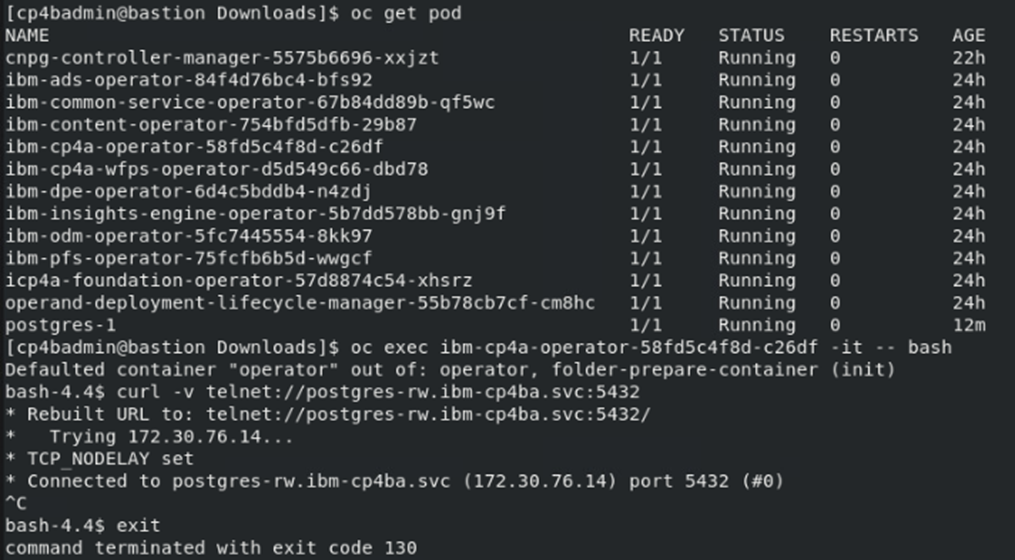 [cp4badmin@bastion Downloads]$ oc get pod
NAME READY STATUS RESTARTS AGE
cnpg-controller-manager-5575b6696-xxjzt 1/1 Running 0 22h
ibm-ads-operator-84f4d76bc4-bfs92 1/1 Running 0 24h
ibm-common-service-operator-67b84dd89b-qf5wc 1/1 Running 0 24h
ibm-content-operator-754bfd5dfb-29b87 1/1 Running 0 24h
ibm-cp4a-operator-58fd5c4f8d-c26df 1/1 Running 0 24h
ibm-cp4a-wfps-operator-d5d549c66-dbd78 1/1 Running 0 24h
ibm-dpe-operator-6d4c5bddb4-n4zdj 1/1 Running 0 24h
ibm-insights-engine-operator-5b7dd578bb-gnj9f 1/1 Running 0 24h
ibm-odm-operator-5fc7445554-8kk97 1/1 Running 0 24h
ibm-pfs-operator-75fcfb6b5d-wwgcf 1/1 Running 0 24h
icp4a-foundation-operator-57d8874c54-xhsrz 1/1 Running 0 24h
operand-deployment-lifecycle-manager-55b78cb7cf-cm8hc 1/1 Running 0 24h
postgres-1 1/1 Running 0 12m
[cp4badmin@bastion Downloads]$ oc exec ibm-cp4a-operator-58fd5c4f8d-c26df -it -- bash
Defaulted container "operator" out of: operator, folder-prepare-container (init)
bash-4.4$ curl -v telnet://postgres-rw.ibm-cp4ba.svc:5432
* Rebuilt URL to: telnet://postgres-rw.ibm-cp4ba.svc:5432/
*   Trying 172.30.76.14...
* TCP_NODELAY set
* Connected to postgres-rw.ibm-cp4ba.svc (172.30.76.14) port 5432 (#0)
^C
bash-4.4$ exit
command terminated with exit code 130